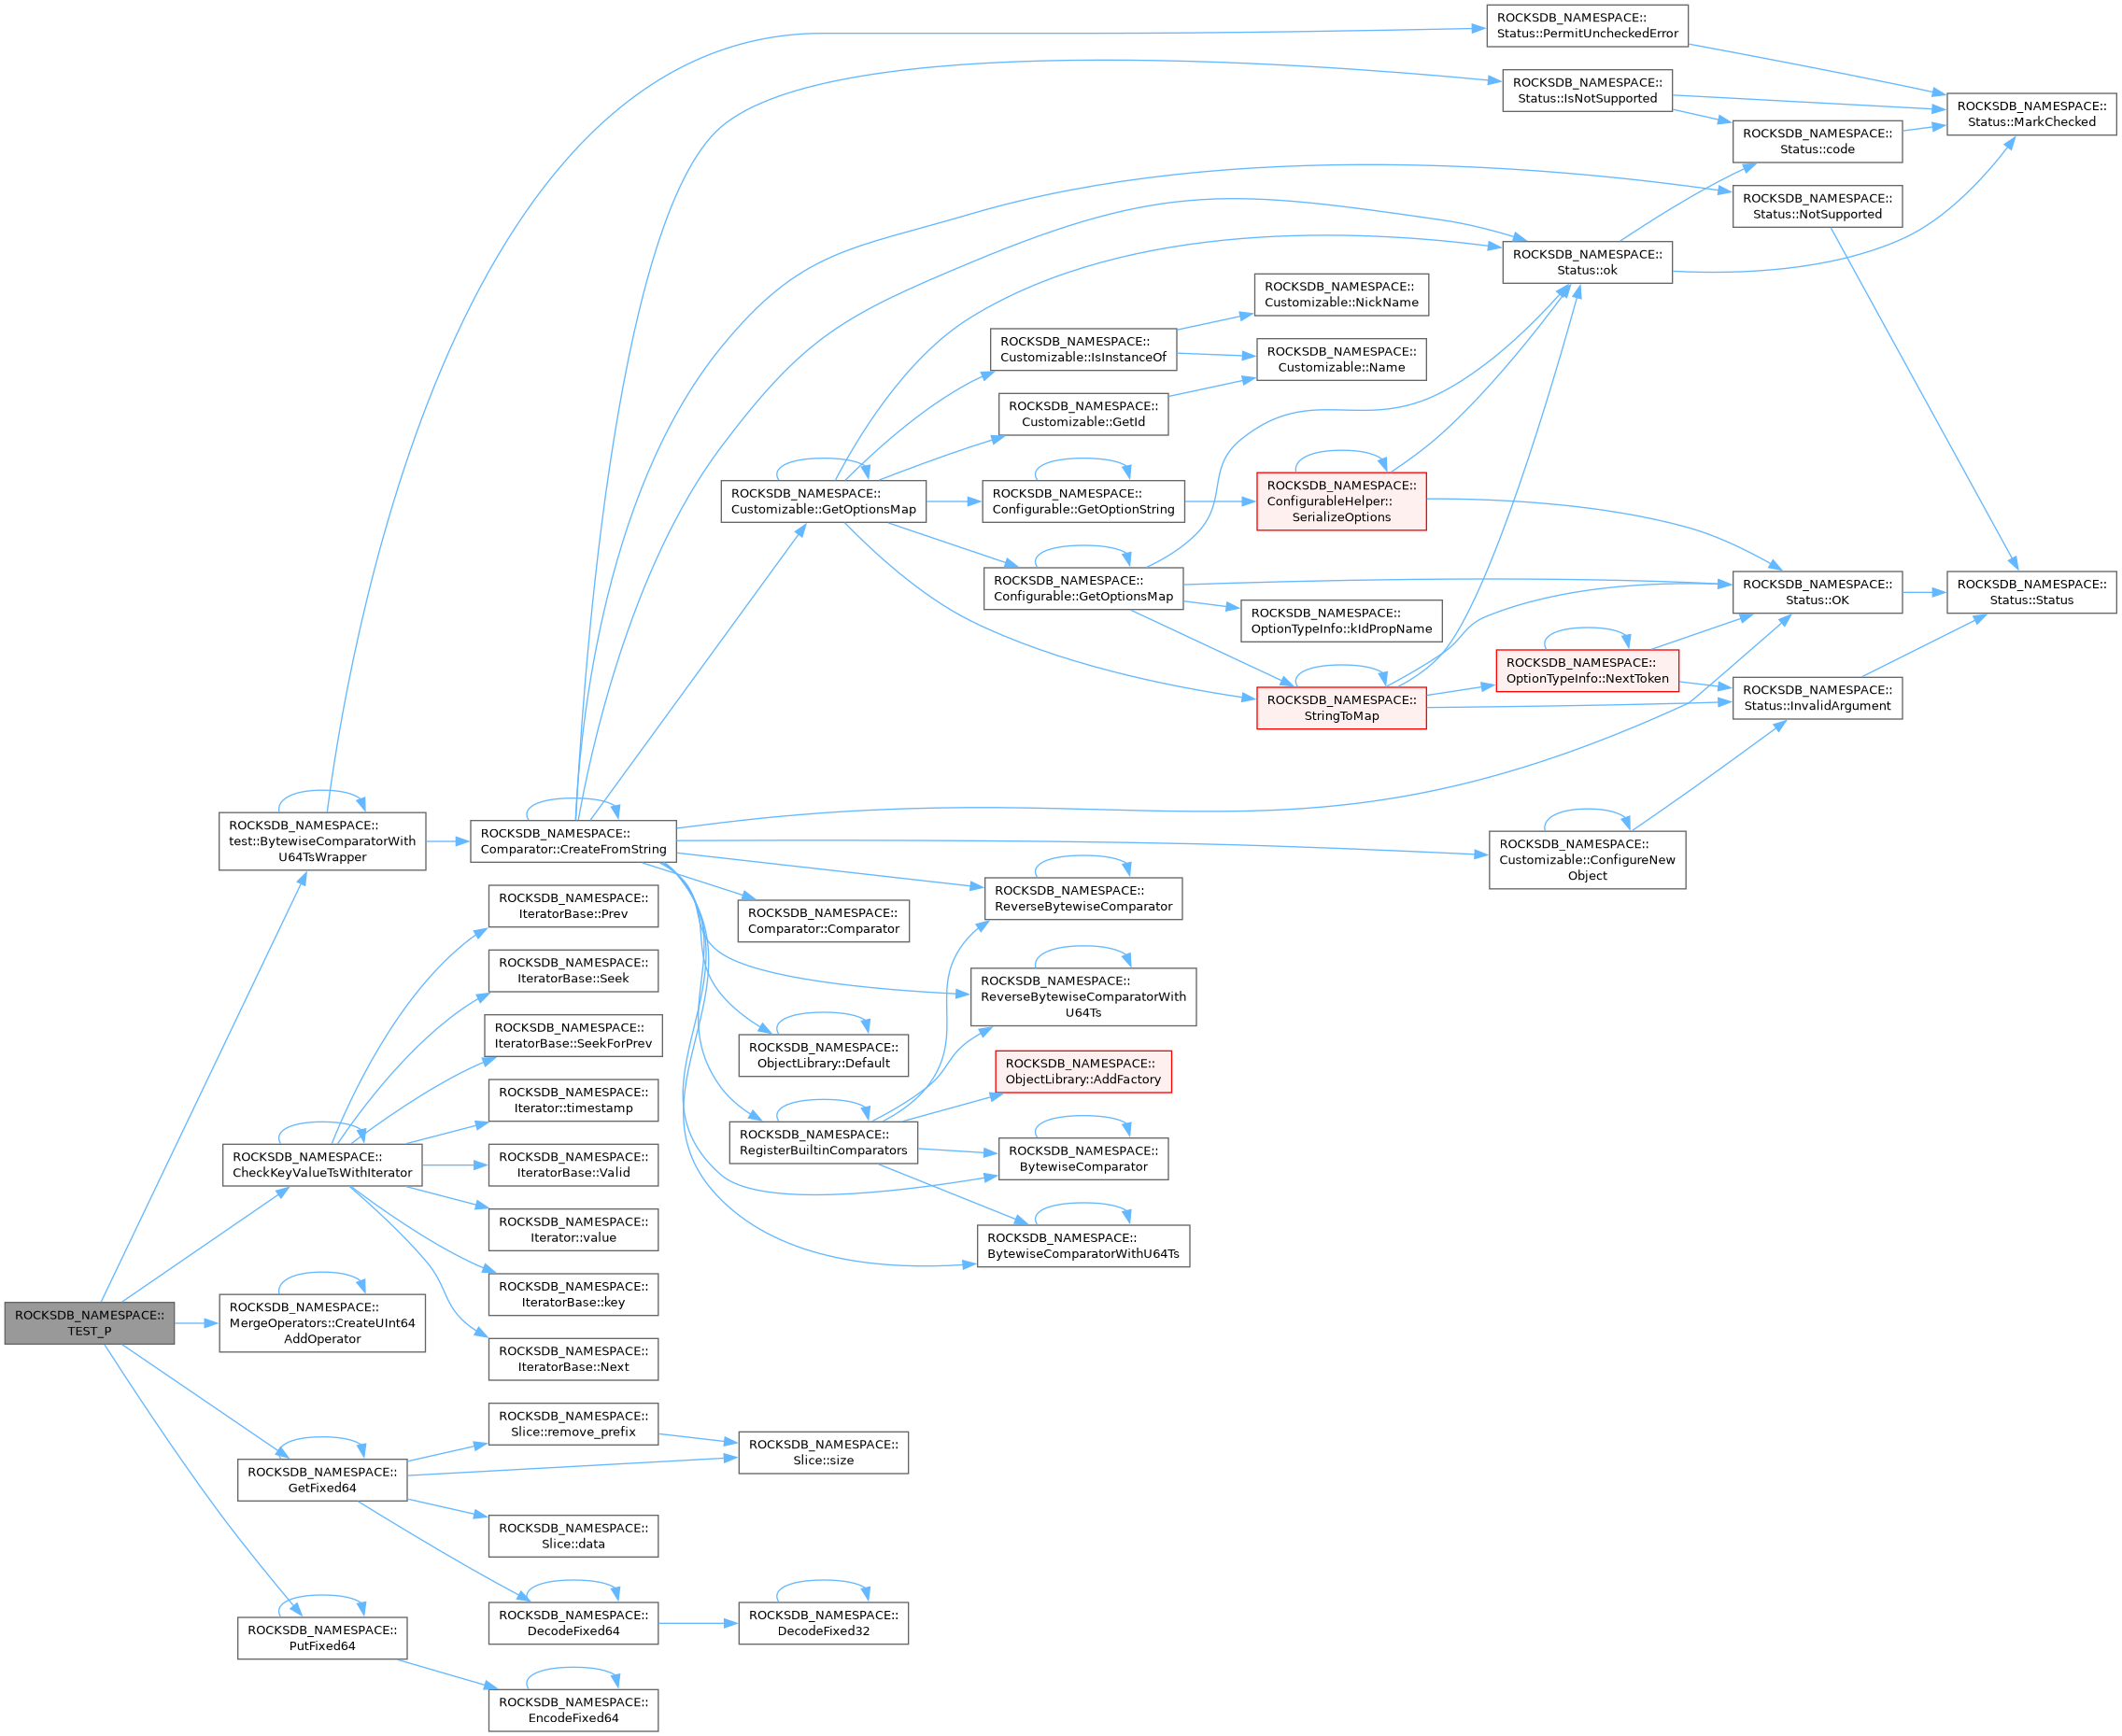 ROCKSDB_NAMESPACE::
TEST_P
ROCKSDB_NAMESPACE::
test::BytewiseComparatorWith
U64TsWrapper
ROCKSDB_NAMESPACE::
Comparator::CreateFromString
ROCKSDB_NAMESPACE::
Status::PermitUncheckedError
ROCKSDB_NAMESPACE::
Status::MarkChecked
ROCKSDB_NAMESPACE::
Status::IsNotSupported
ROCKSDB_NAMESPACE::
Status::code
ROCKSDB_NAMESPACE::
Status::NotSupported
ROCKSDB_NAMESPACE::
Status::ok
ROCKSDB_NAMESPACE::
Customizable::NickName
ROCKSDB_NAMESPACE::
Customizable::IsInstanceOf
ROCKSDB_NAMESPACE::
Customizable::Name
ROCKSDB_NAMESPACE::
Customizable::GetId
ROCKSDB_NAMESPACE::
Customizable::GetOptionsMap
ROCKSDB_NAMESPACE::
Configurable::GetOptionString
ROCKSDB_NAMESPACE::
ConfigurableHelper::
SerializeOptions
ROCKSDB_NAMESPACE::
Configurable::GetOptionsMap
ROCKSDB_NAMESPACE::
OptionTypeInfo::kIdPropName
ROCKSDB_NAMESPACE::
Status::OK
ROCKSDB_NAMESPACE::
Status::Status
ROCKSDB_NAMESPACE::
OptionTypeInfo::NextToken
ROCKSDB_NAMESPACE::
StringToMap
ROCKSDB_NAMESPACE::
Status::InvalidArgument
ROCKSDB_NAMESPACE::
Customizable::ConfigureNew
Object
ROCKSDB_NAMESPACE::
ReverseBytewiseComparator
ROCKSDB_NAMESPACE::
Comparator::Comparator
ROCKSDB_NAMESPACE::
ReverseBytewiseComparatorWith
U64Ts
ROCKSDB_NAMESPACE::
ObjectLibrary::Default
ROCKSDB_NAMESPACE::
ObjectLibrary::AddFactory
ROCKSDB_NAMESPACE::
RegisterBuiltinComparators
ROCKSDB_NAMESPACE::
BytewiseComparator
ROCKSDB_NAMESPACE::
BytewiseComparatorWithU64Ts
ROCKSDB_NAMESPACE::
CheckKeyValueTsWithIterator
ROCKSDB_NAMESPACE::
IteratorBase::Prev
ROCKSDB_NAMESPACE::
IteratorBase::Seek
ROCKSDB_NAMESPACE::
IteratorBase::SeekForPrev
ROCKSDB_NAMESPACE::
Iterator::timestamp
ROCKSDB_NAMESPACE::
IteratorBase::Valid
ROCKSDB_NAMESPACE::
Iterator::value
ROCKSDB_NAMESPACE::
IteratorBase::key
ROCKSDB_NAMESPACE::
IteratorBase::Next
ROCKSDB_NAMESPACE::
MergeOperators::CreateUInt64
AddOperator
ROCKSDB_NAMESPACE::
GetFixed64
ROCKSDB_NAMESPACE::
Slice::remove_prefix
ROCKSDB_NAMESPACE::
Slice::size
ROCKSDB_NAMESPACE::
Slice::data
ROCKSDB_NAMESPACE::
DecodeFixed64
ROCKSDB_NAMESPACE::
DecodeFixed32
ROCKSDB_NAMESPACE::
PutFixed64
ROCKSDB_NAMESPACE::
EncodeFixed64